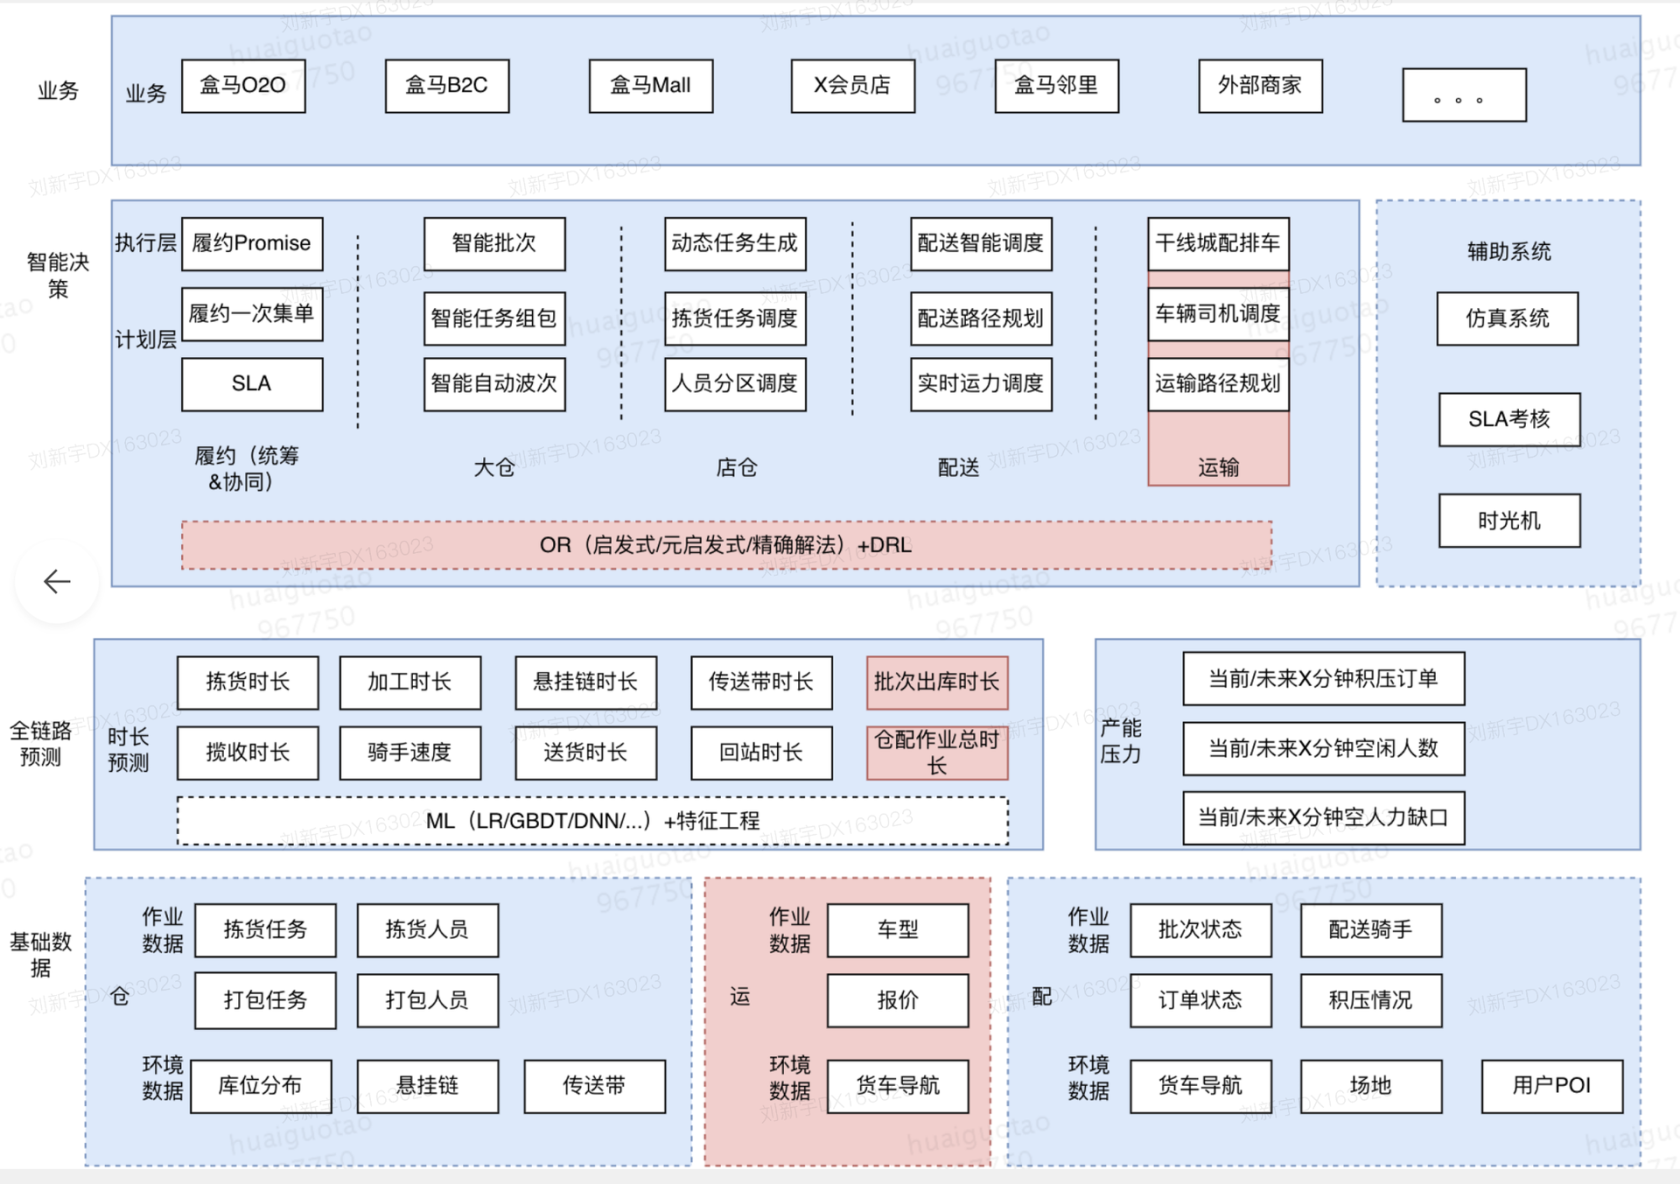 业务
业务
盒马O2O
盒马B2C
盒马Mall
X会员店
盒马邻里
外部商家
。。。
智能决
策
执行层
计划层
履约Promise
履约一次集单
SLA
履约（统筹
&协同）
智能批次
智能任务组包
智能自动波次
大仓
动态任务生成
拣货任务调度
人员分区调度
店仓
配送智能调度
配送路径规划
实时运力调度
配送
干线城配排车
车辆司机调度
运输路径规划
运输
OR（启发式/元启发式/精确解法）+DRL
辅助系统
仿真系统
SLA考核
时光机
全链路
预测
时长
预测
拣货时长
加工时长
悬挂链时长
传送带时长
批次出库时长
揽收时长
骑手速度
送货时长
回站时长
仓配作业总时
长
ML（LR/GBDT/DNN/...）+特征工程
产能
压力
当前/未来X分钟积压订单
当前/未来X分钟空闲人数
当前/未来X分钟空人力缺口
基础数
据
仓
作业
数据
拣货任务
拣货人员
打包任务
打包人员
环境
数据
库位分布
悬挂链
传送带
运
作业
数据
车型
报价
环境
数据
货车导航
配
作业
数据
批次状态
配送骑手
订单状态
积压情况
环境
数据
货车导航
场地
用户POI
刘新宇DX163023
huaiguotao
967750